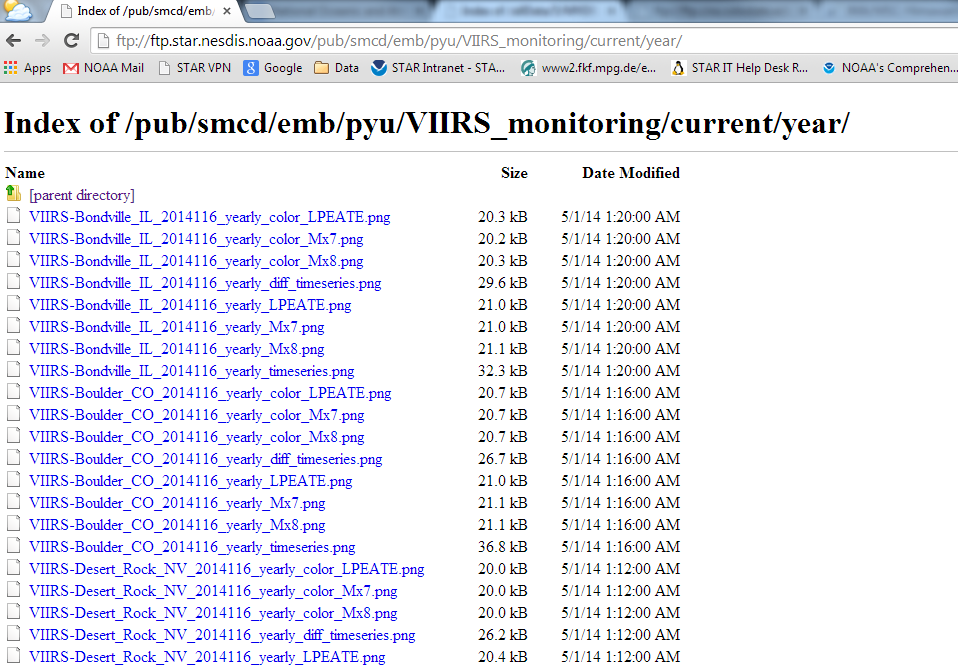 Index of /pub/smcd/emb/
ftp://ftp.star.nesdis.noaa.gov/pub/smcd/emb/pyu/VIIRS_monitoring/current/year/
Apps NOAA Mail STAR VPN Google Data STAR Intranet - STA... www2.fkf.mpg.de/e... STAR IT Help Desk R... NOAA's Comprehen...
Index of /pub/smcd/emb/pyu/VIIRS_monitoring/current/year/
Name Size Date Modified
[parent directory]
VIIRS-Bondville_IL_2014116_yearly_color_LPEATE.png 20.3 kB 5/1/14 1:20:00 AM
VIIRS-Bondville_IL_2014116_yearly_color_Mx7.png 20.2 kB 5/1/14 1:20:00 AM
VIIRS-Bondville_IL_2014116_yearly_color_Mx8.png 20.3 kB 5/1/14 1:20:00 AM
VIIRS-Bondville_IL_2014116_yearly_diff_timeseries.png 29.6 kB 5/1/14 1:20:00 AM
VIIRS-Bondville_IL_2014116_yearly_LPEATE.png 21.0 kB 5/1/14 1:20:00 AM
VIIRS-Bondville_IL_2014116_yearly_Mx7.png 21.0 kB 5/1/14 1:20:00 AM
VIIRS-Bondville_IL_2014116_yearly_Mx8.png 21.1 kB 5/1/14 1:20:00 AM
VIIRS-Bondville_IL_2014116_yearly_timeseries.png 32.3 kB 5/1/14 1:20:00 AM
VIIRS-Boulder_CO_2014116_yearly_color_LPEATE.png 20.7 kB 5/1/14 1:16:00 AM
VIIRS-Boulder_CO_2014116_yearly_color_Mx7.png 20.7 kB 5/1/14 1:16:00 AM
VIIRS-Boulder_CO_2014116_yearly_color_Mx8.png 20.7 kB 5/1/14 1:16:00 AM
VIIRS-Boulder_CO_2014116_yearly_diff_timeseries.png 26.7 kB 5/1/14 1:16:00 AM
VIIRS-Boulder_CO_2014116_yearly_LPEATE.png 21.0 kB 5/1/14 1:16:00 AM
VIIRS-Boulder_CO_2014116_yearly_Mx7.png 21.1 kB 5/1/14 1:16:00 AM
VIIRS-Boulder_CO_2014116_yearly_Mx8.png 21.1 kB 5/1/14 1:16:00 AM
VIIRS-Boulder_CO_2014116_yearly_timeseries.png 36.8 kB 5/1/14 1:16:00 AM
VIIRS-Desert_Rock_NV_2014116_yearly_color_LPEATE.png 20.0 kB 5/1/14 1:12:00 AM
VIIRS-Desert_Rock_NV_2014116_yearly_color_Mx7.png 20.0 kB 5/1/14 1:12:00 AM
VIIRS-Desert_Rock_NV_2014116_yearly_color_Mx8.png 20.0 kB 5/1/14 1:12:00 AM
VIIRS-Desert_Rock_NV_2014116_yearly_diff_timeseries.png 26.2 kB 5/1/14 1:12:00 AM
VIIRS-Desert_Rock_NV_2014116_yearly_LPEATE.png 20.4 kB 5/1/14 1:12:00 AM